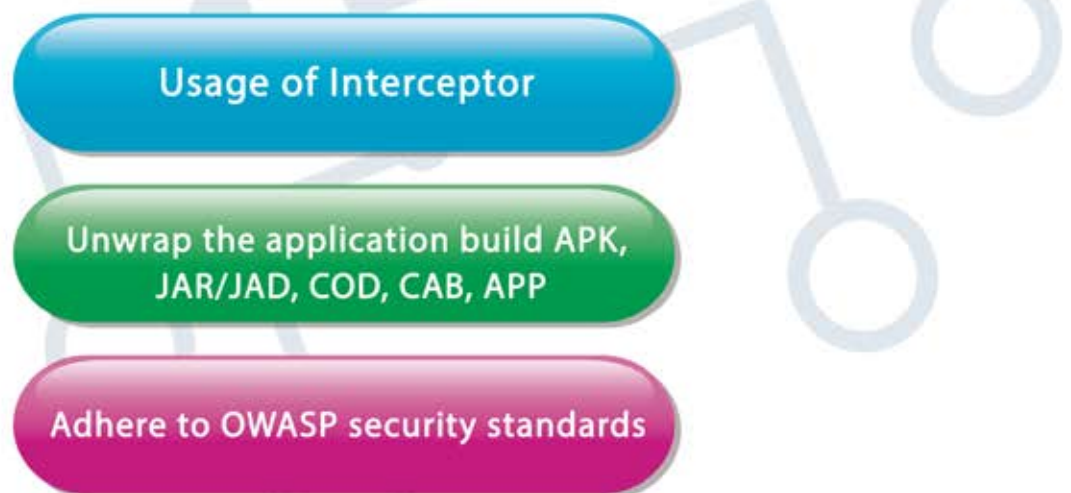 Usage of Interceptor
Unwrap the application build APK,
JAR/JAD, COD, CAB, APP
Adhere to OWASP security standards